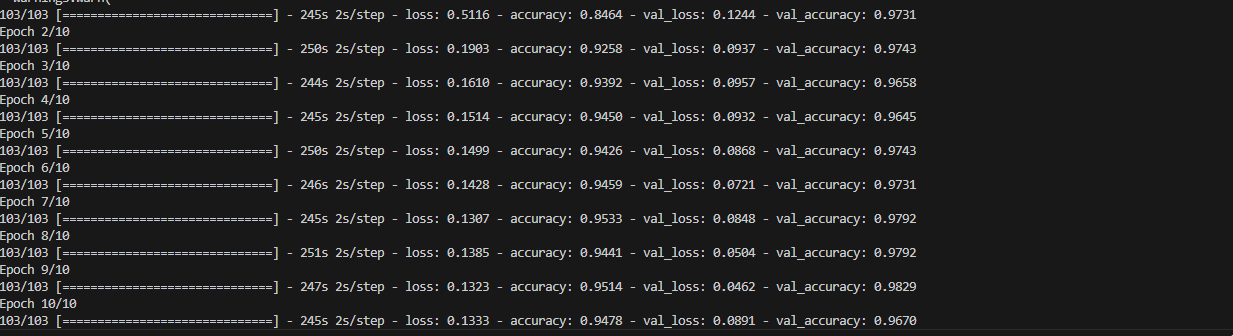 warnings.warn(
103/103 [==============================] - 245s 2s/step - loss: 0.5116 - accuracy: 0.8464 - val_loss: 0.1244 - val_accuracy: 0.9731
Epoch 2/10
103/103 [==============================] - 250s 2s/step - loss: 0.1903 - accuracy: 0.9258 - val_loss: 0.0937 - val_accuracy: 0.9743
Epoch 3/10
103/103 [==============================] - 244s 2s/step - loss: 0.1610 - accuracy: 0.9392 - val_loss: 0.0957 - val_accuracy: 0.9658
Epoch 4/10
103/103 [==============================] - 245s 2s/step - loss: 0.1514 - accuracy: 0.9450 - val_loss: 0.0932 - val_accuracy: 0.9645
Epoch 5/10
103/103 [==============================] - 250s 2s/step - loss: 0.1499 - accuracy: 0.9426 - val_loss: 0.0868 - val_accuracy: 0.9743
Epoch 6/10
103/103 [==============================] - 246s 2s/step - loss: 0.1428 - accuracy: 0.9459 - val_loss: 0.0721 - val_accuracy: 0.9731
Epoch 7/10
103/103 [==============================] - 245s 2s/step - loss: 0.1307 - accuracy: 0.9533 - val_loss: 0.0848 - val_accuracy: 0.9792
Epoch 8/10
103/103 [==============================] - 251s 2s/step - loss: 0.1385 - accuracy: 0.9441 - val_loss: 0.0504 - val_accuracy: 0.9792
Epoch 9/10
103/103 [==============================] - 247s 2s/step - loss: 0.1323 - accuracy: 0.9514 - val_loss: 0.0462 - val_accuracy: 0.9829
Epoch 10/10
103/103 [==============================] - 245s 2s/step - loss: 0.1333 - accuracy: 0.9478 - val_loss: 0.0891 - val_accuracy: 0.9670